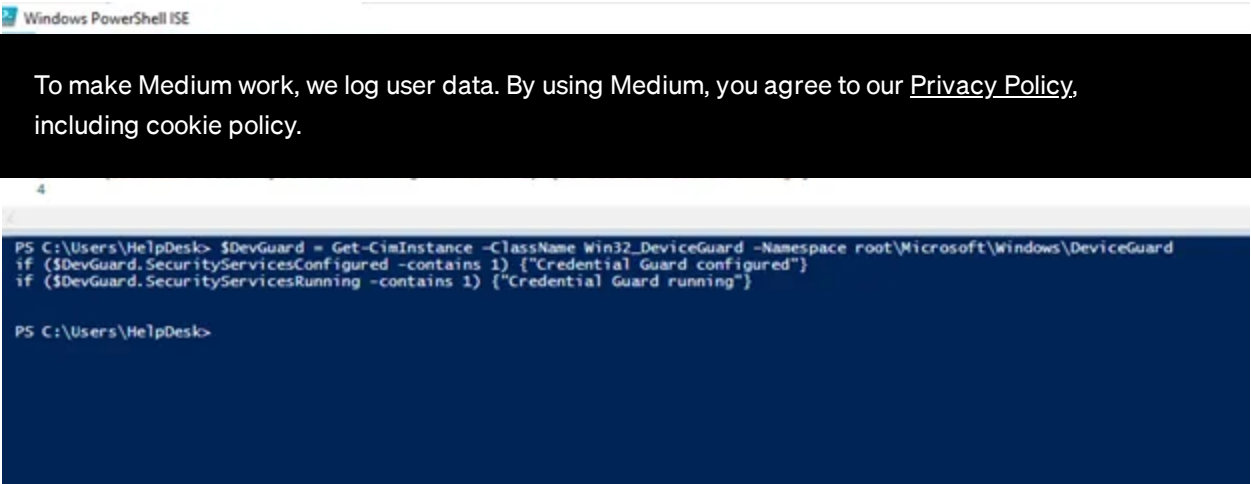 Windows PowerShell ISE
To make Medium work, we log user data. By using Medium, you agree to our Privacy Policy,
including cookie policy.
4
PS C:\Users\HelpDesk> $DevGuard = Get-CimInstance -ClassName Win32_DeviceGuard -Namespace root\Microsoft\Windows\DeviceGuard
if ($DevGuard.SecurityServicesConfigured -contains 1) {"Credential Guard configured"}
if ($DevGuard.SecurityServicesRunning -contains 1) {"Credential Guard running"}
PS C:\Users\HelpDesk>